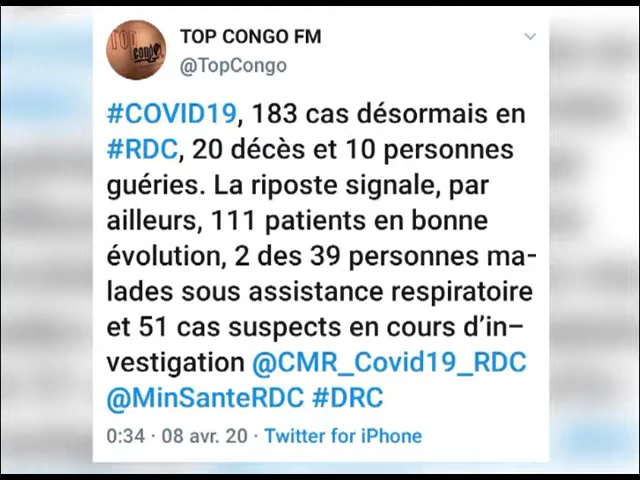 TOP CONGO FM
@TopCongo
TOP
congo
#COVID19, 183 cas désormais en
#RDC, 20 décès et 10 personnes
guéries. La riposte signale, par
ailleurs, 111 patients en bonne
évolution, 2 des 39 personnes ma-
lades sous assistance respiratoire
et 51 cas suspects en cours d’in–
vestigation @CMR_Covid19_RDC
@MinSanteRDC #DRC
0:34 · 08 avr. 20 · Twitter for iPhone